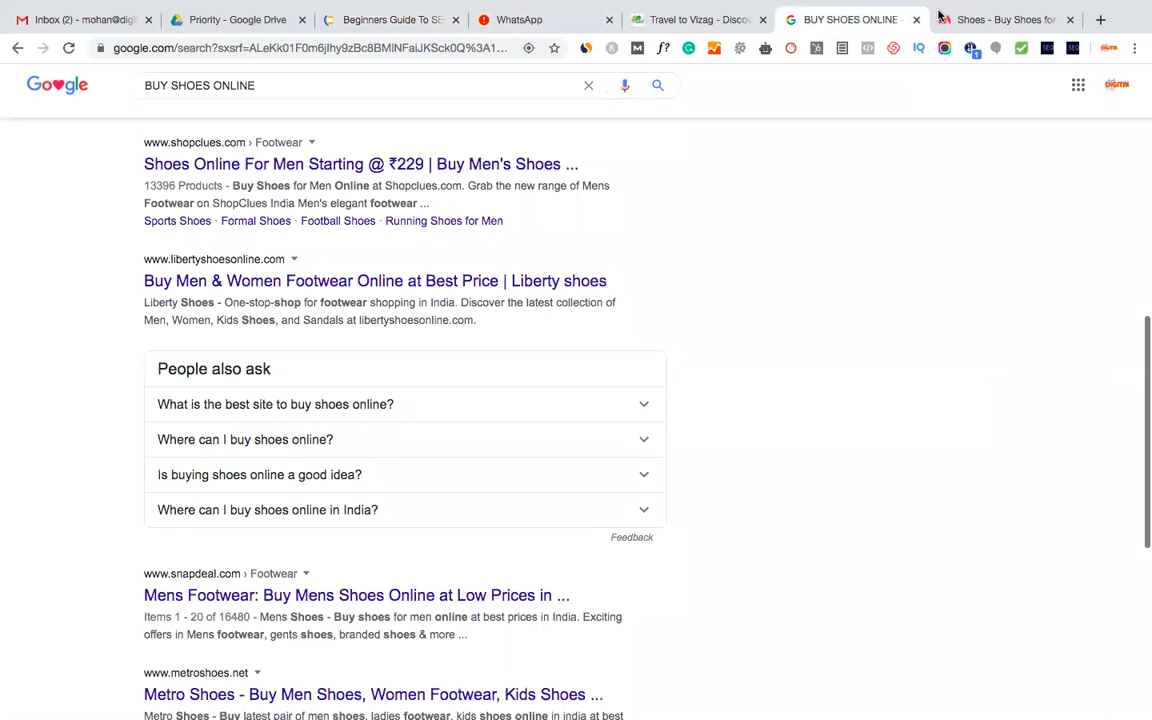 Inbox (2) - mohan@digi
Priority - Google Drive
Beginners Guide To SE
WhatsApp
Travel to Vizag - Discov
BUY SHOES ONLINE -
Shoes - Buy Shoes for
google.com/search?sxsrf=ALeKk01F0m6jIhy9zBc8BMlNFaiJKSck0Q%3A1...
BUY SHOES ONLINE
www.shopclues.com › Footwear
Shoes Online For Men Starting @ ₹229 | Buy Men's Shoes ...
13396 Products - Buy Shoes for Men Online at Shopclues.com. Grab the new range of Mens
Footwear on ShopClues India Men's elegant footwear ...
Sports Shoes · Formal Shoes · Football Shoes · Running Shoes for Men
www.libertyshoesonline.com
Buy Men & Women Footwear Online at Best Price | Liberty shoes
Liberty Shoes - One-stop-shop for footwear shopping in India. Discover the latest collection of
Men, Women, Kids Shoes, and Sandals at libertyshoesonline.com.
People also ask
What is the best site to buy shoes online?
Where can I buy shoes online?
Is buying shoes online a good idea?
Where can I buy shoes online in India?
Feedback
www.snapdeal.com › Footwear
Mens Footwear: Buy Mens Shoes Online at Low Prices in ...
Items 1 - 20 of 16480 - Mens Shoes - Buy shoes for men online at best prices in India. Exciting
offers in Mens footwear, gents shoes, branded shoes & more ...
www.metroshoes.net
Metro Shoes - Buy Men Shoes, Women Footwear, Kids Shoes ...
Metro Shoes - Buy latest pair of men shoes, ladies footwear, kids shoes online in india at best